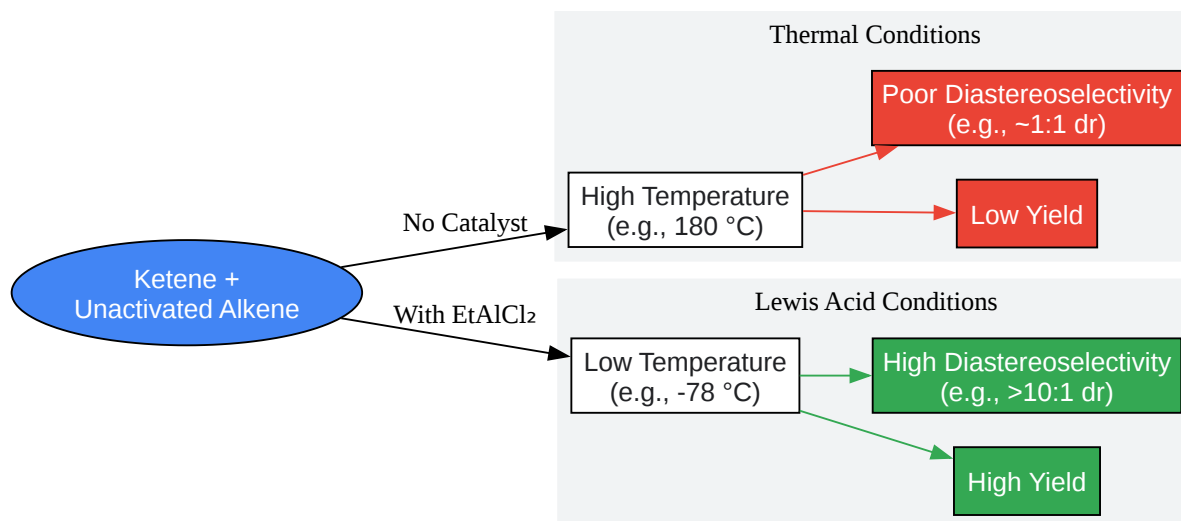 Thermal Conditions
Poor Diastereoselectivity
(e.g., ~1:1 dr)
High Temperature
(e.g., 180 °C)
Low Yield
No Catalyst
Ketene +
Unactivated Alkene
With EtAlCl₂
Lewis Acid Conditions
Low Temperature
(e.g., -78 °C)
High Diastereoselectivity
(e.g., >10:1 dr)
High Yield